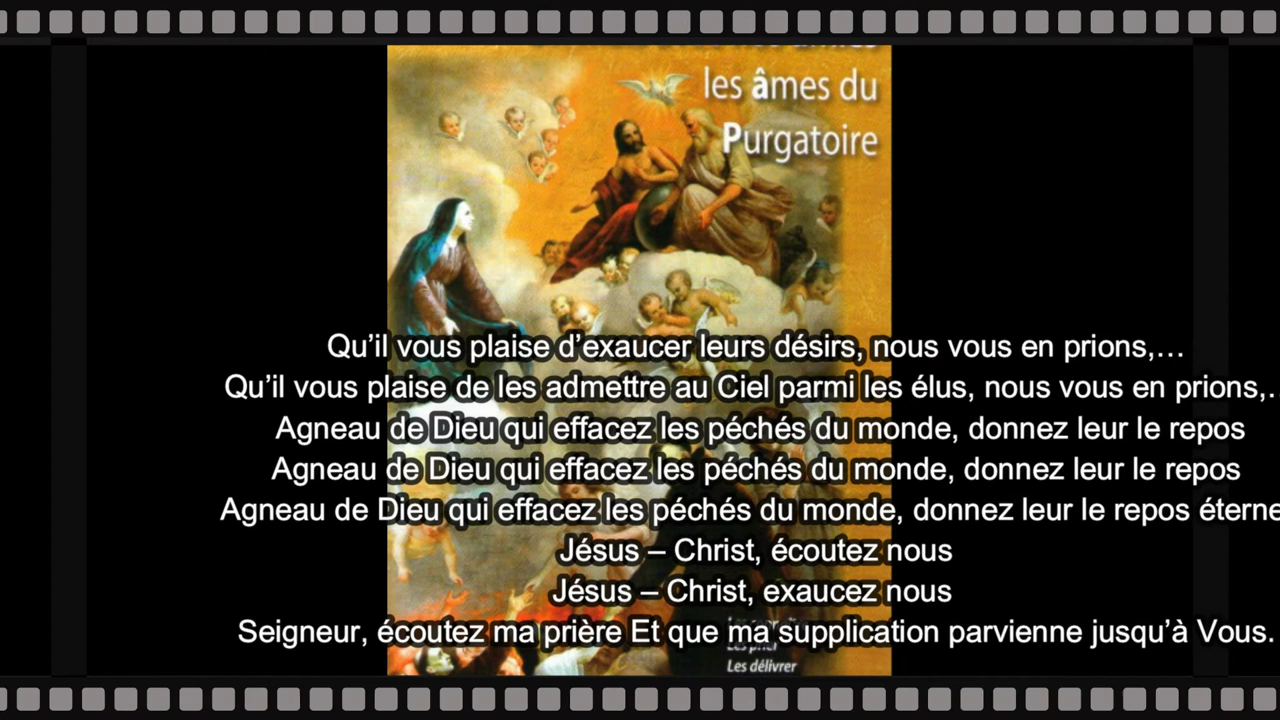 les âmes du
Purgatoire
Qu’il vous plaise d’exaucer leurs désirs, nous vous en prions,…
Qu’il vous plaise de les admettre au Ciel parmi les élus, nous vous en prions,.
Agneau de Dieu qui effacez les péchés du monde, donnez leur le repos
Agneau de Dieu qui effacez les péchés du monde, donnez leur le repos
Agneau de Dieu qui effacez les péchés du monde, donnez leur le repos éterne
Jésus – Christ, écoutez nous
Jésus – Christ, exaucez nous
Seigneur, écoutez ma prière Et que ma supplication parvienne jusqu’à Vous.
Les prier
Les délivrer